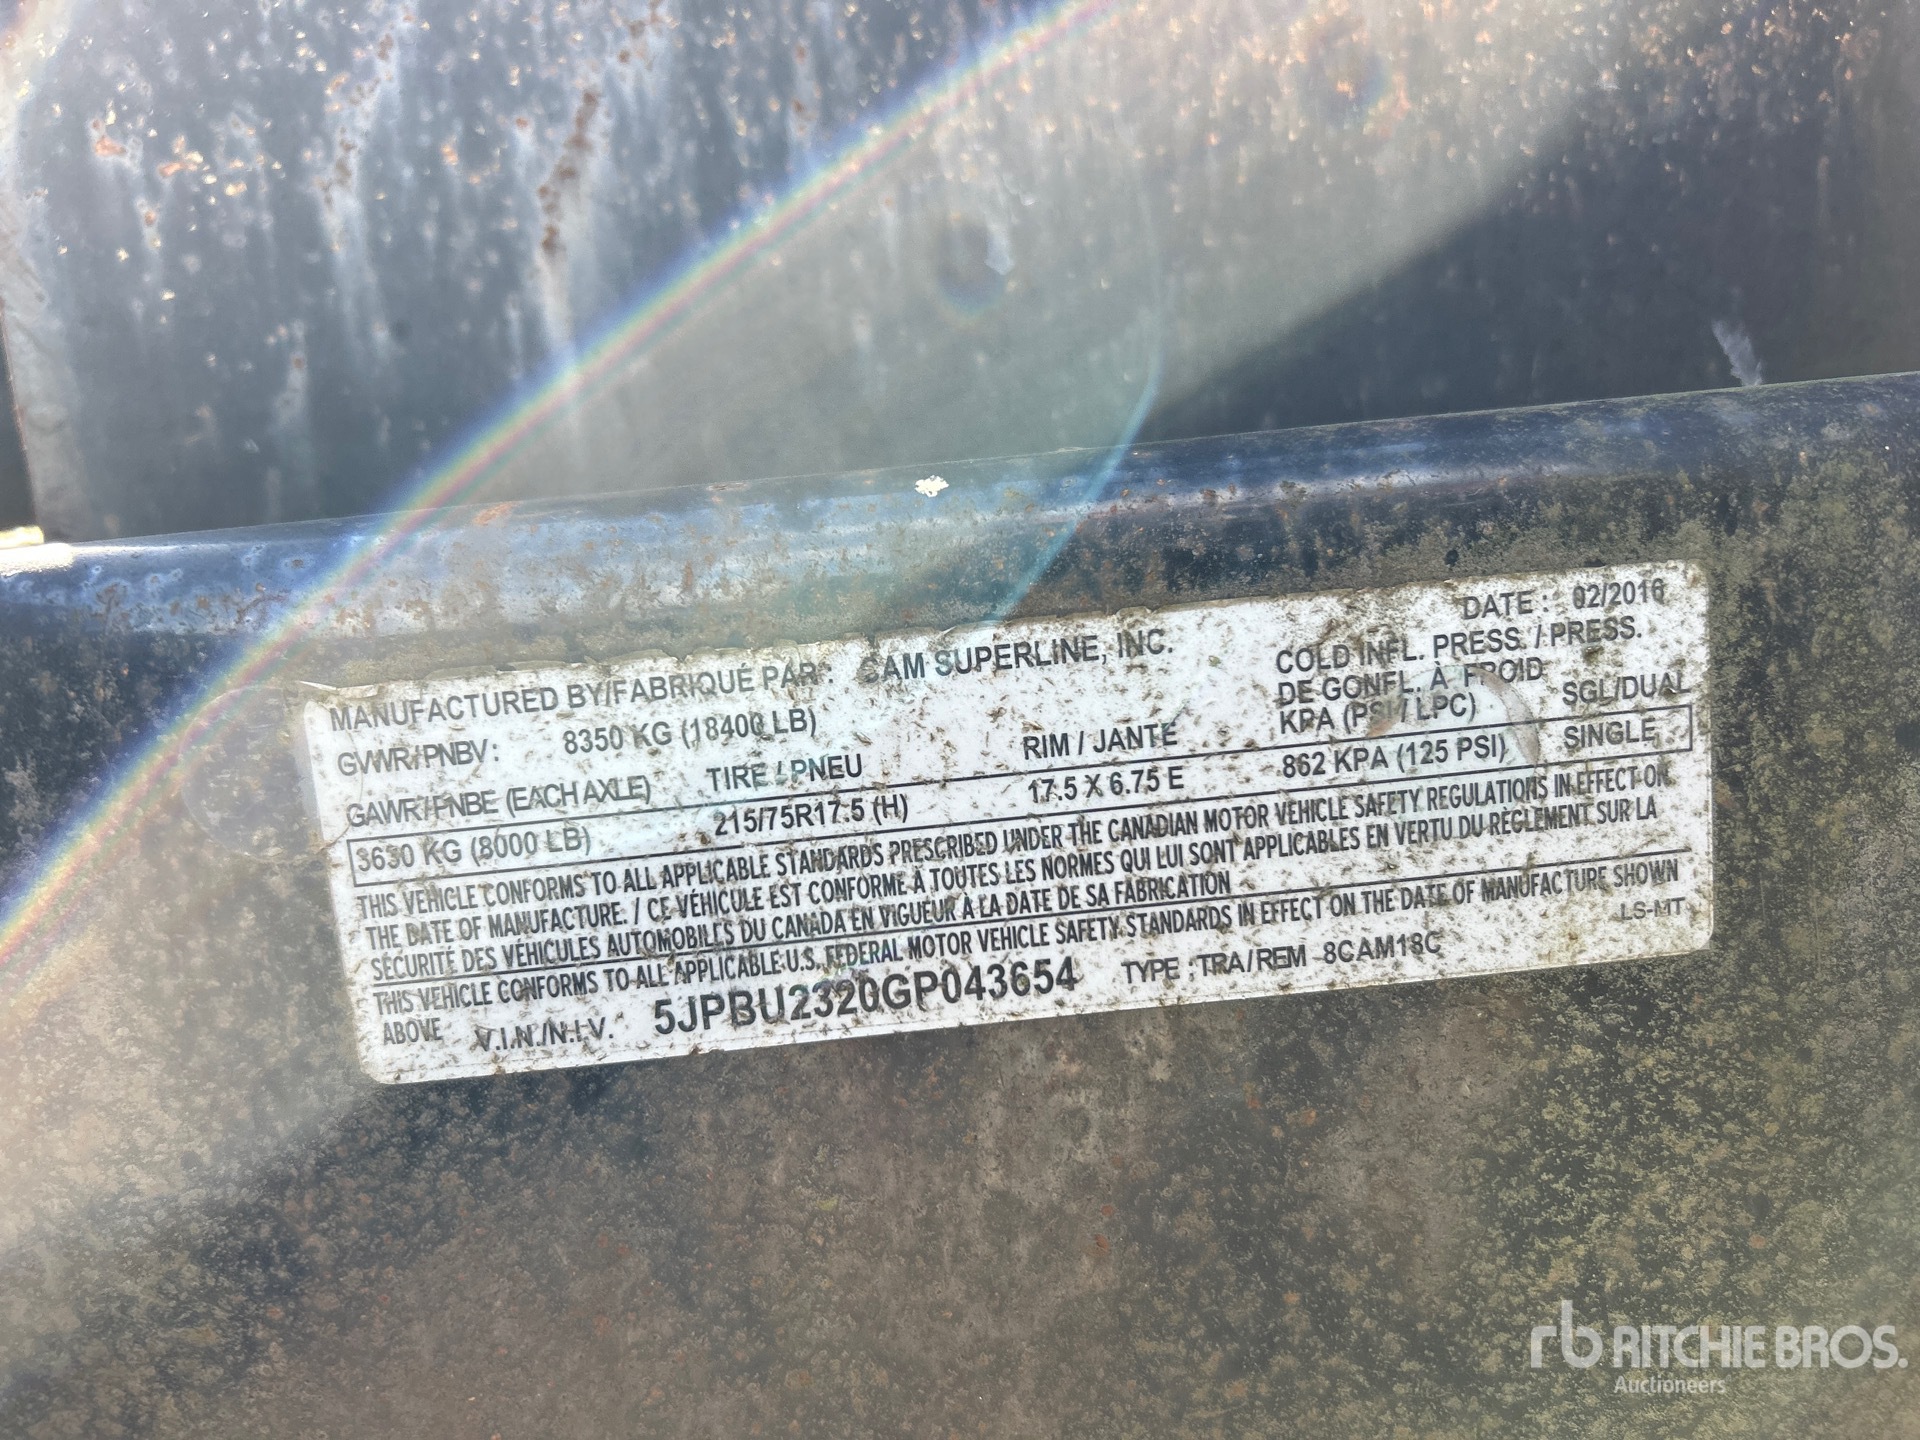 DATE : 02/2016
MANUFACTURED BY/FABRIQUÉ PAR : CAM SUPERLINE, INC.
COLD INFL. PRESS. / PRESS.
GVWR/PNBV : 8350 KG (18400 LB)
DE GONFL. À FROID
GAWR/PNBE (EACH AXLE) TIRE / PNEU RIM / JANTE KPA (PSI / LPC) SGL/DUAL
3630 KG (8000 LB) 215/75R17.5 (H) 17.5 X 6.75 E 862 KPA (125 PSI) SINGLE
THIS VEHICLE CONFORMS TO ALL APPLICABLE STANDARDS PRESCRIBED UNDER THE CANADIAN MOTOR VEHICLE SAFETY REGULATIONS IN EFFECT ON
THE DATE OF MANUFACTURE. / CE VÉHICULE EST CONFORME À TOUTES LES NORMES QUI LUI SONT APPLICABLES EN VERTU DU RÈGLEMENT SUR LA
SÉCURITÉ DES VÉHICULES AUTOMOBILES DU CANADA EN VIGUEUR À LA DATE DE SA FABRICATION
THIS VEHICLE CONFORMS TO ALL APPLICABLE U.S. FEDERAL MOTOR VEHICLE SAFETY STANDARDS IN EFFECT ON THE DATE OF MANUFACTURE SHOWN
ABOVE V.I.N./N.I.V. 5JPBU2320GP043654 TYPE : TRA/REM 8CAM18C LS-MT
rb RITCHIE BROS.
Auctioneers